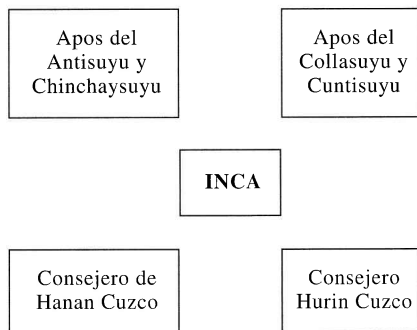 Apos del
Antisuyu y
Chinchaysuyu
Apos del
Collasuyu y
Cuntisuyu
INCA
Consejero de
Hanan Cuzco
Consejero
Hurin Cuzco